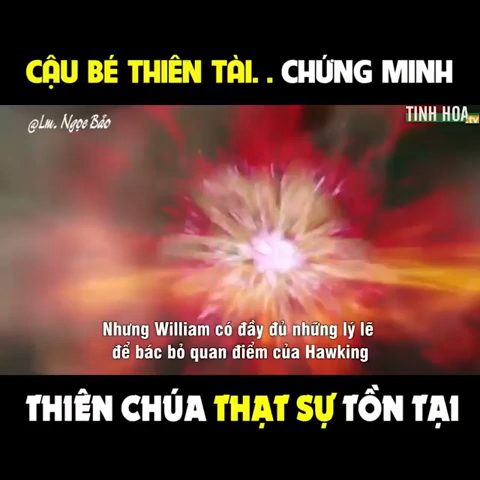 CẬU BÉ THIÊN TÀI. . CHỨNG MINH
@Lm. Ngọc Bảo
TINH HOA.tv
Nhưng William có đầy đủ những lý lẽ
để bác bỏ quan điểm của Hawking
THIÊN CHÚA THẠT SỰ TỒN TẠI